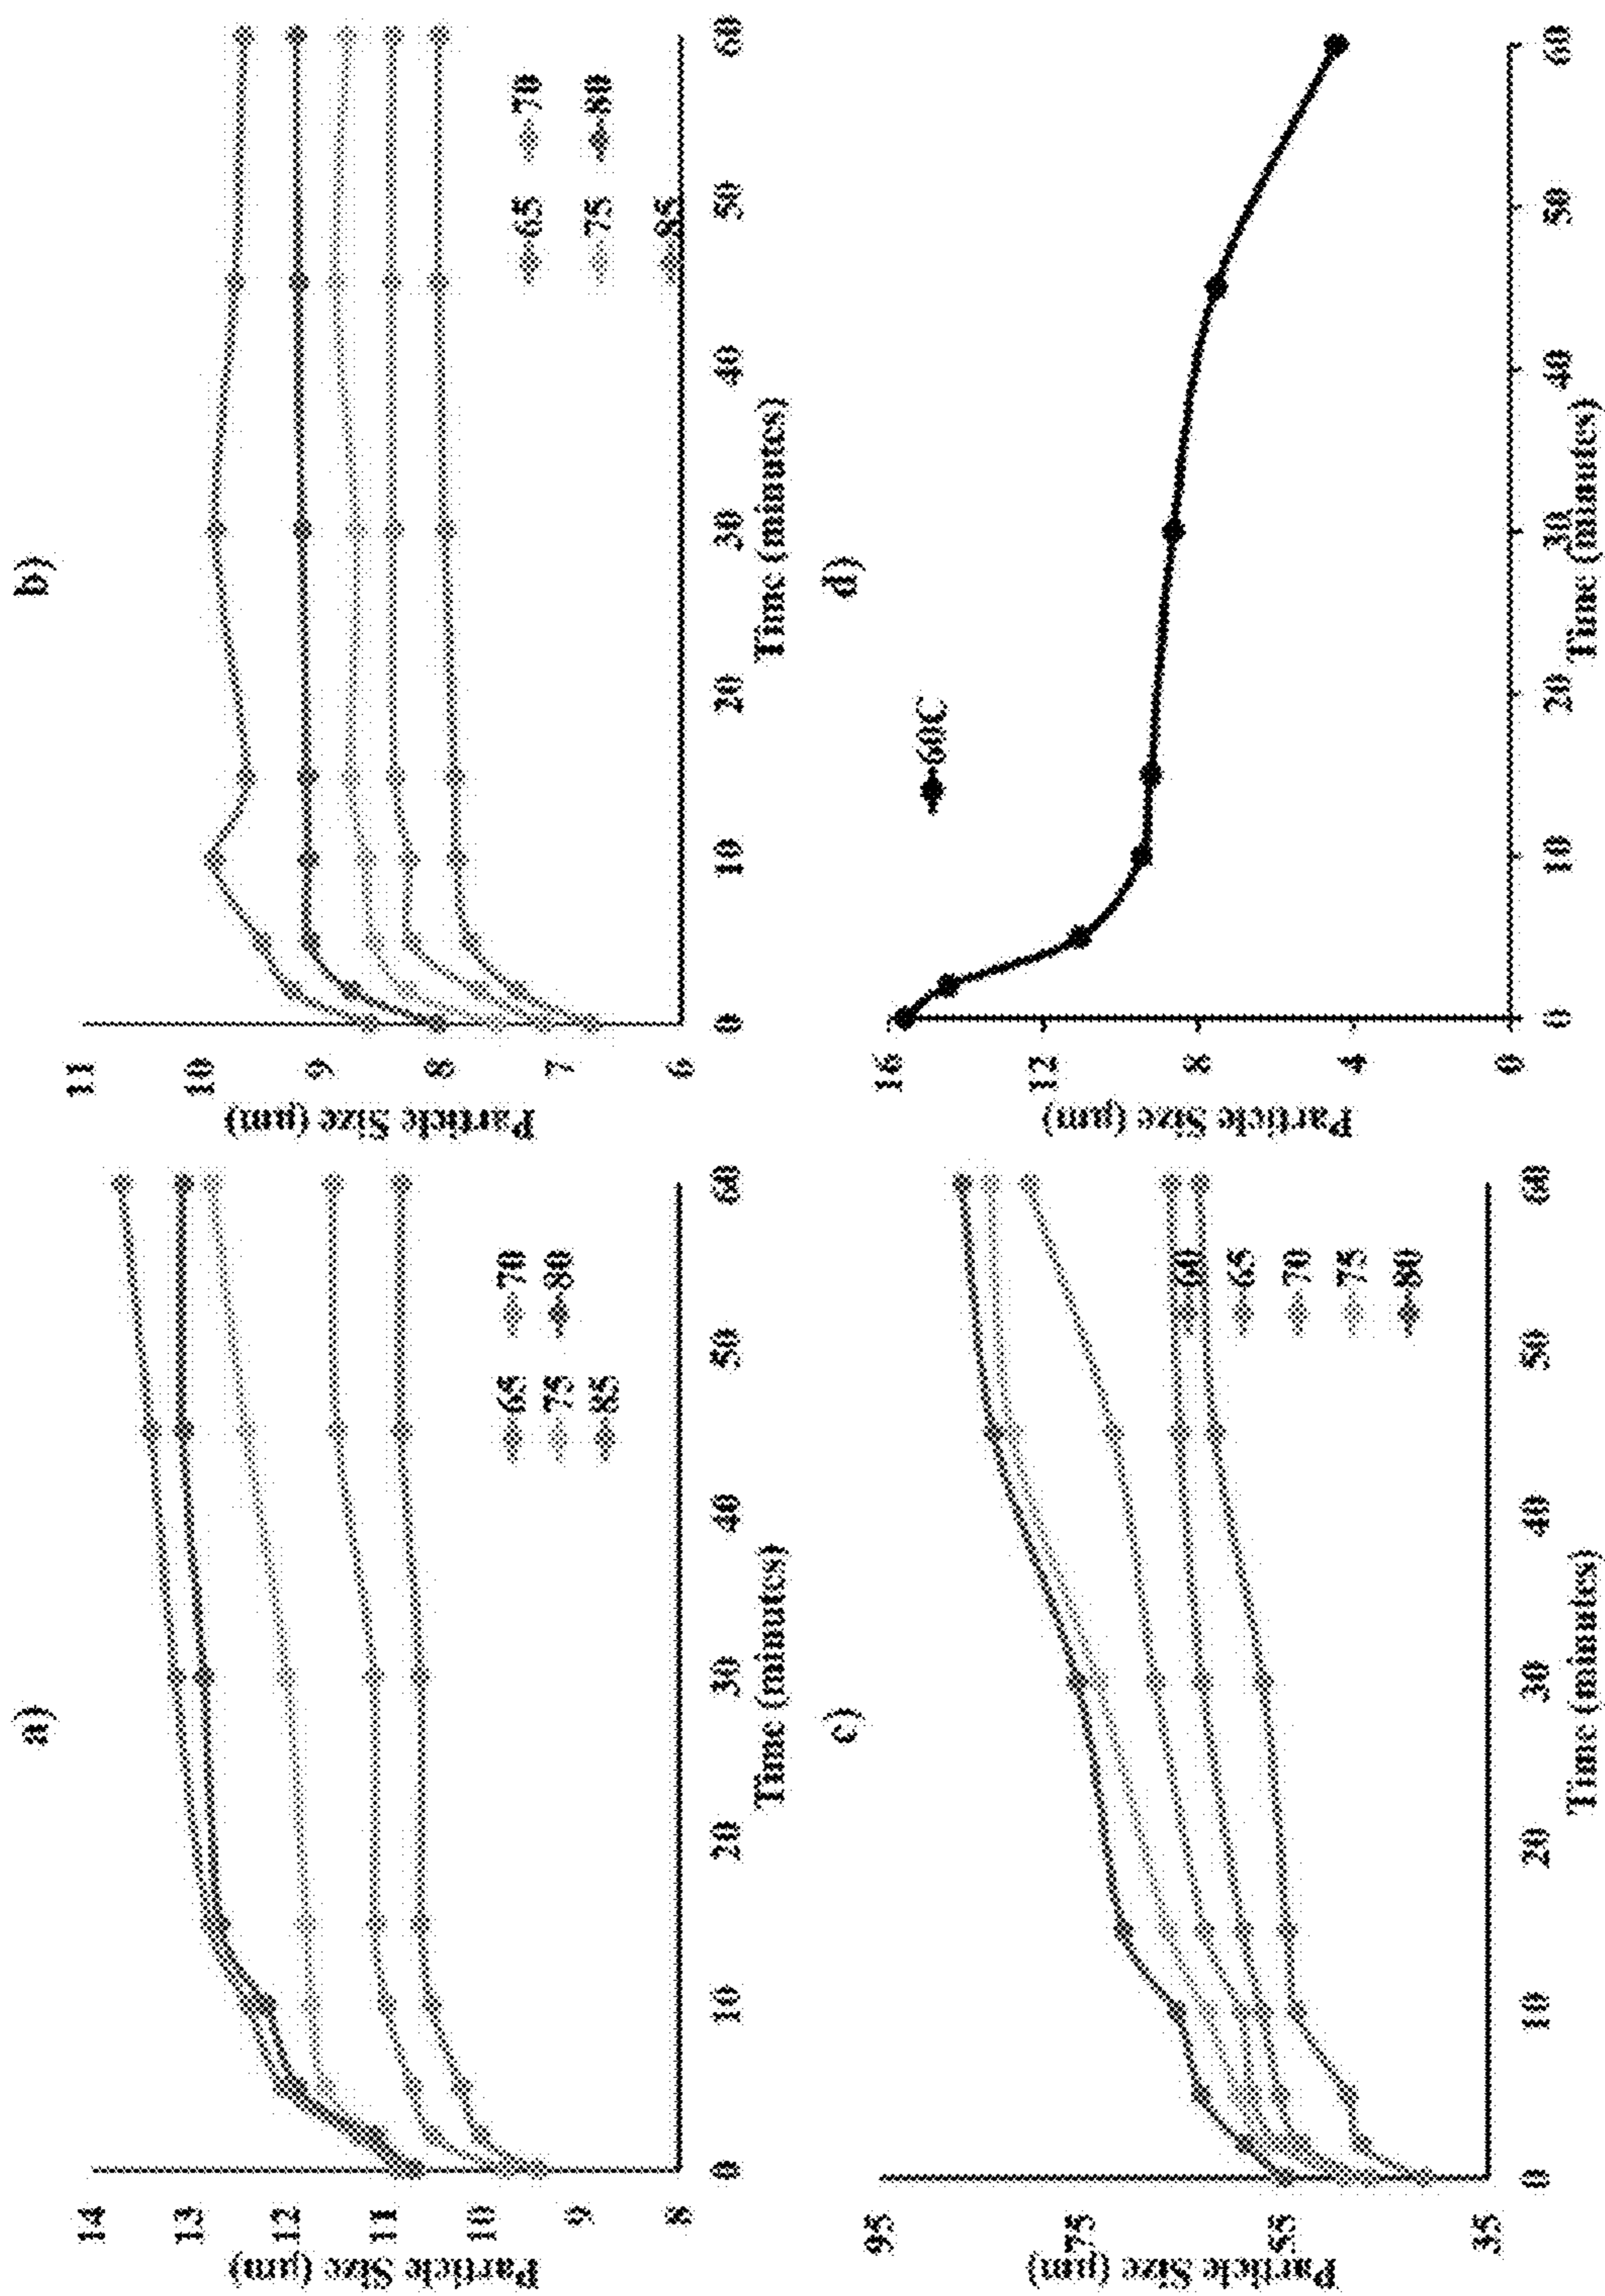 a)
14
13
12
11
10
9
8
Particle Size (µm)
65 70
75 80
85
0 10 20 30 40 50 60
Time (minutes)
b)
11
10
9
8
7
6
Particle Size (µm)
65 70
75 80
85
0 10 20 30 40 50 60
Time (minutes)
c)
95
75
55
35
Particle Size (µm)
60
65
70
75
80
0 10 20 30 40 50 60
Time (minutes)
d)
16
12
8
4
0
Particle Size (µm)
60C
0 10 20 30 40 50 60
Time (minutes)